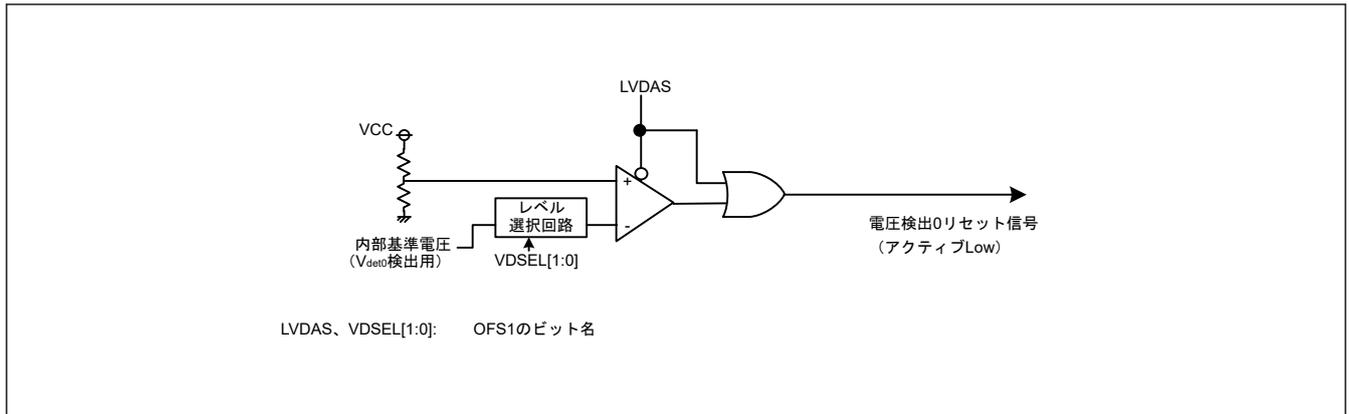 LVDAS
VCC
+
レベル
選択回路
-
内部基準電圧
（Vdet0検出用）
VDSEL[1:0]
電圧検出0リセット信号
（アクティブLow）
LVDAS、VDSEL[1:0]: OFS1のビット名